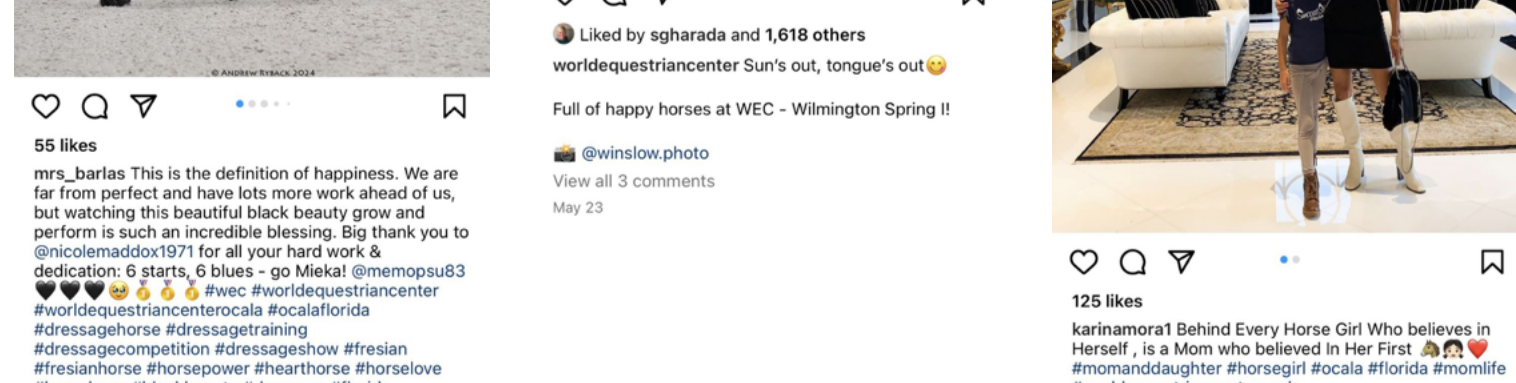 © ANDREW RYBACK 2024
55 likes
mrs_barlas This is the definition of happiness. We are
far from perfect and have lots more work ahead of us,
but watching this beautiful black beauty grow and
perform is such an incredible blessing. Big thank you to
@nicolemaddox1971 for all your hard work &
dedication: 6 starts, 6 blues - go Mieka! @memopsu83
🖤🖤🖤🥹🥇🥇🥇#wec #worldequestriancenter
#worldequestriancenterocala #ocalaflorida
#dressagehorse #dressagetraining
#dressagecompetition #dressageshow #fresian
#fresianhorse #horsepower #hearthorse #horselove
Liked by sgharada and 1,618 others
worldequestriancenter Sun's out, tongue's out😋
Full of happy horses at WEC - Wilmington Spring I!
📸 @winslow.photo
View all 3 comments
May 23
125 likes
karinamora1 Behind Every Horse Girl Who believes in
Herself , is a Mom who believed In Her First 🐴👧🏻❤️
#momanddaughter #horsegirl #ocala #florida #momlife